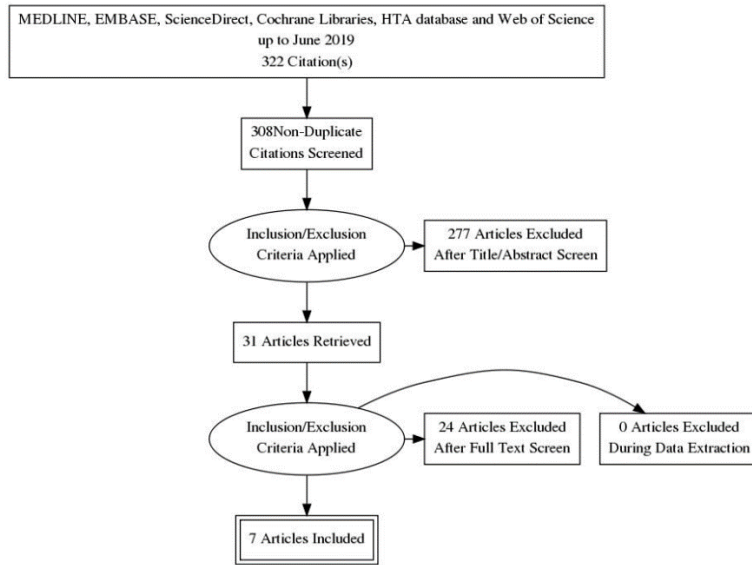 MEDLINE, EMBASE, ScienceDirect, Cochrane Libraries, HTA database and Web of Science
up to June 2019
322 Citation(s)
308Non-Duplicate
Citations Screened
Inclusion/Exclusion
Criteria Applied
277 Articles Excluded
After Title/Abstract Screen
31 Articles Retrieved
Inclusion/Exclusion
Criteria Applied
24 Articles Excluded
After Full Text Screen
0 Articles Excluded
During Data Extraction
7 Articles Included